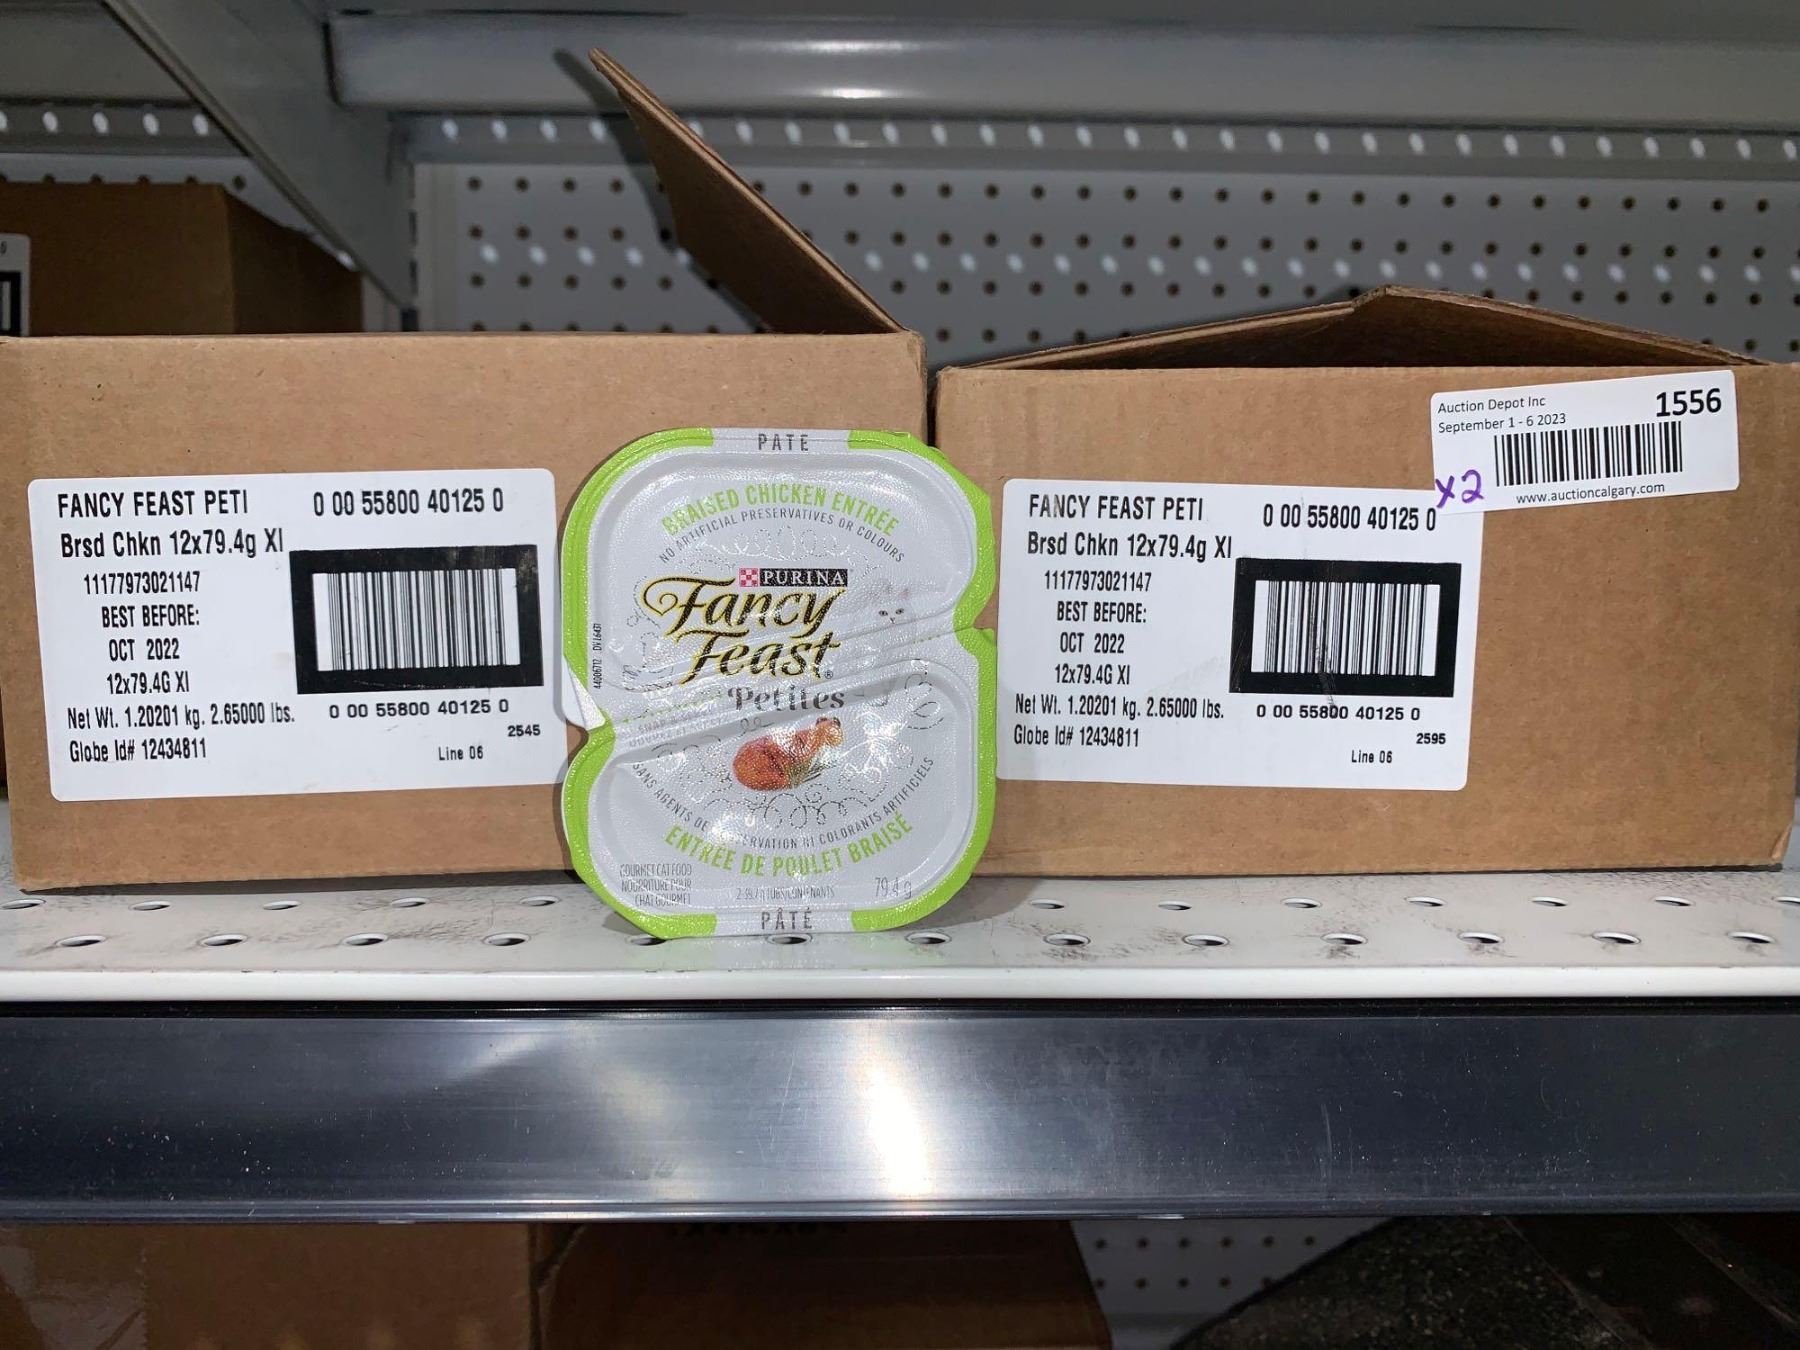 FANCY FEAST PETI
0 00 55800 40125 0
Brsd Chkn 12x79.4g XI
11177973021147
BEST BEFORE:
OCT 2022
12x79.4G XI
Net Wt. 1.20201 kg. 2.65000 lbs.
0 00 55800 40125 0
2545
Globe Id# 12434811
Line 06
PATE
BRAISED CHICKEN ENTRÉE
NO ARTIFICIAL PRESERVATIVES OR COLOURS
PURINA
Fancy
Feast®
Petites
44006712
SANS AGENTS DE
NI COLORANTS ARTIFICIELS
ENTRÉE DE POULET BRAISÉ
GOURMET CAT FOOD
NOURRITURE POUR
CHAT GOURMET
79.4 g
PÂTÉ
FANCY FEAST PETI
0 00 55800 40125 0
Brsd Chkn 12x79.4g XI
11177973021147
BEST BEFORE:
OCT 2022
12x79.4G XI
Net Wt. 1.20201 kg. 2.65000 lbs.
0 00 55800 40125 0
2595
Globe Id# 12434811
Line 06
Auction Depot Inc
1556
September 1 - 6 2023
x2
www.auctioncalgary.com